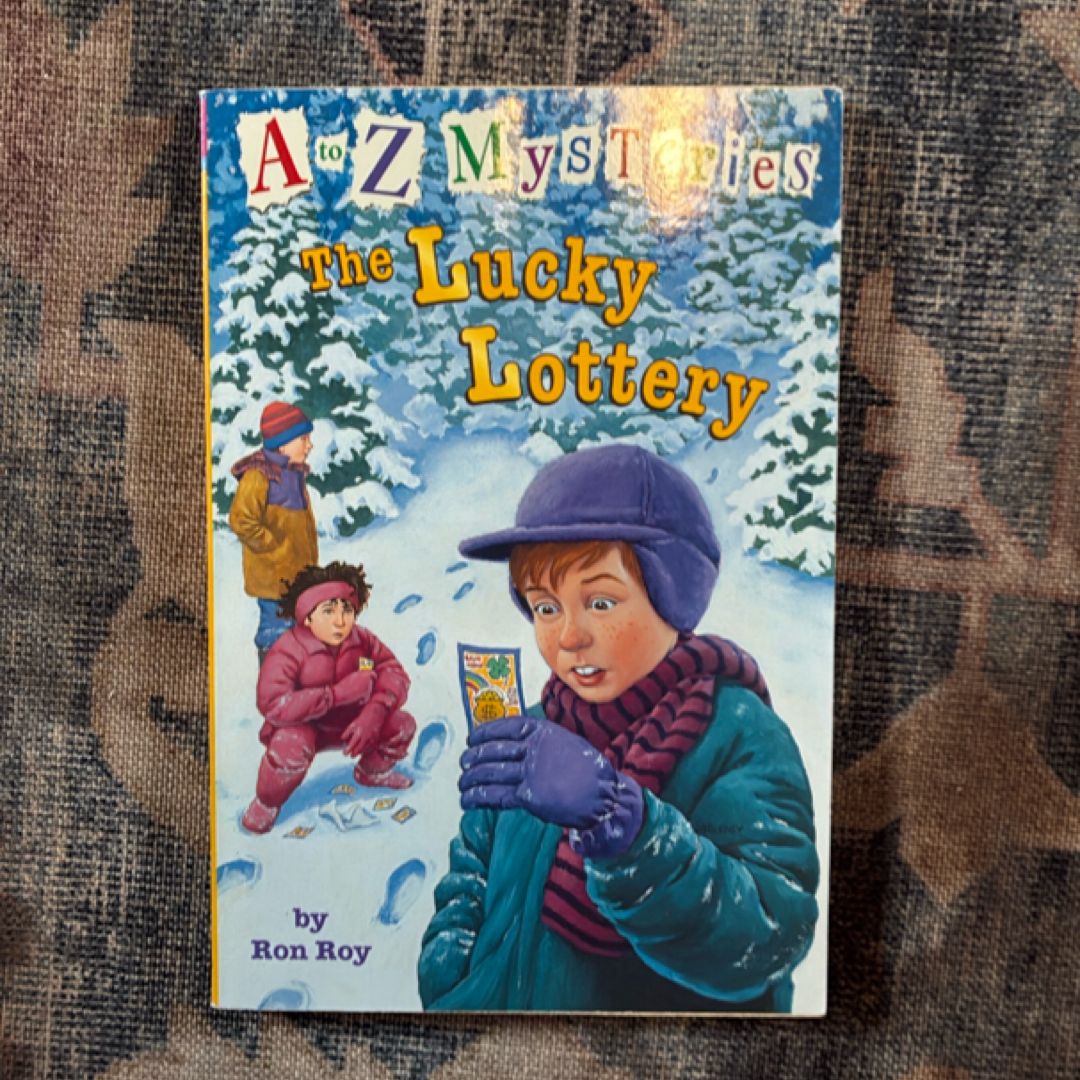 A to Z Mysteries
The Lucky
Lottery
by
Ron Roy